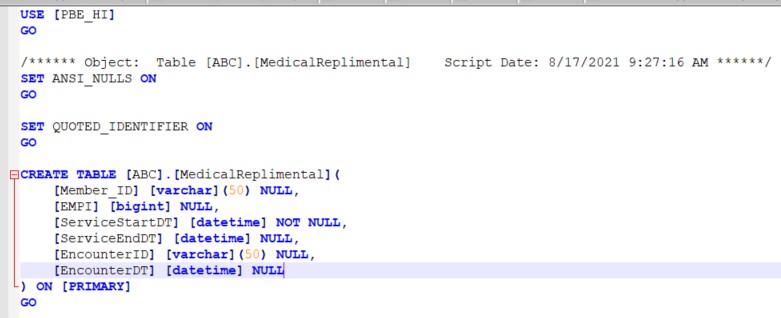 USE [PBE_HI]
GO
/****** Object:  Table [ABC].[MedicalReplimental]    Script Date: 8/17/2021 9:27:16 AM ******/
SET ANSI_NULLS ON
GO
SET QUOTED_IDENTIFIER ON
GO
CREATE TABLE [ABC].[MedicalReplimental](
[Member_ID] [varchar](50) NULL,
[EMPI] [bigint] NULL,
[ServiceStartDT] [datetime] NOT NULL,
[ServiceEndDT] [datetime] NULL,
[EncounterID] [varchar](50) NULL,
[EncounterDT] [datetime] NULL
) ON [PRIMARY]
GO